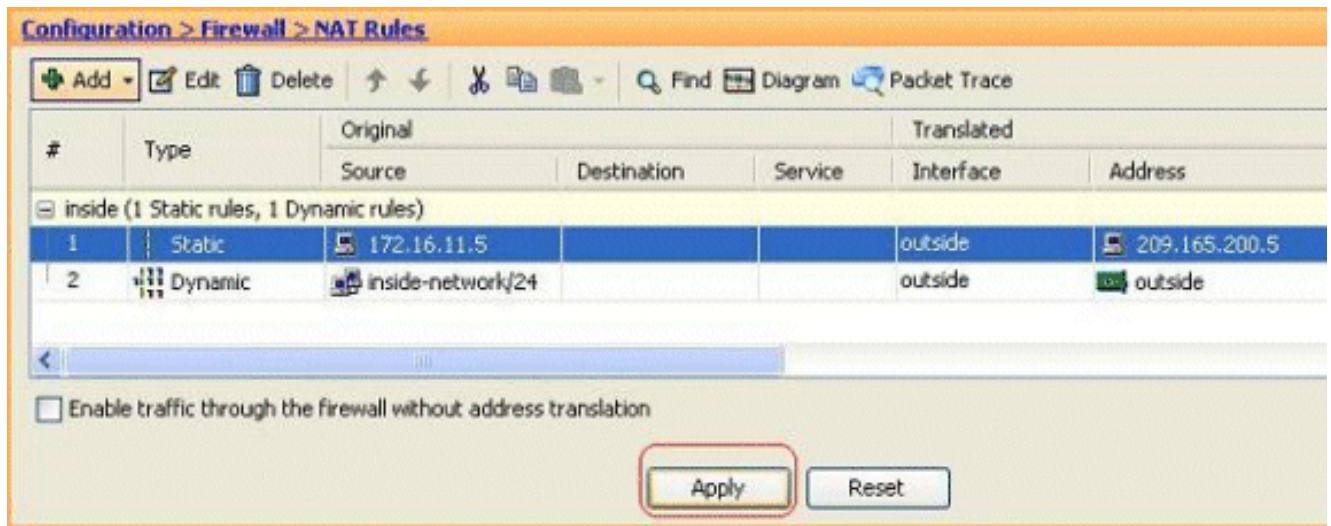 Configuration > Firewall > NAT Rules
Add Edit Delete Find Diagram Packet Trace
# Type Original Translated
Source Destination Service Interface Address
inside (1 Static rules, 1 Dynamic rules)
1 Static 172.16.11.5 outside 209.165.200.5
2 Dynamic inside-network/24 outside outside
Enable traffic through the firewall without address translation
Apply Reset